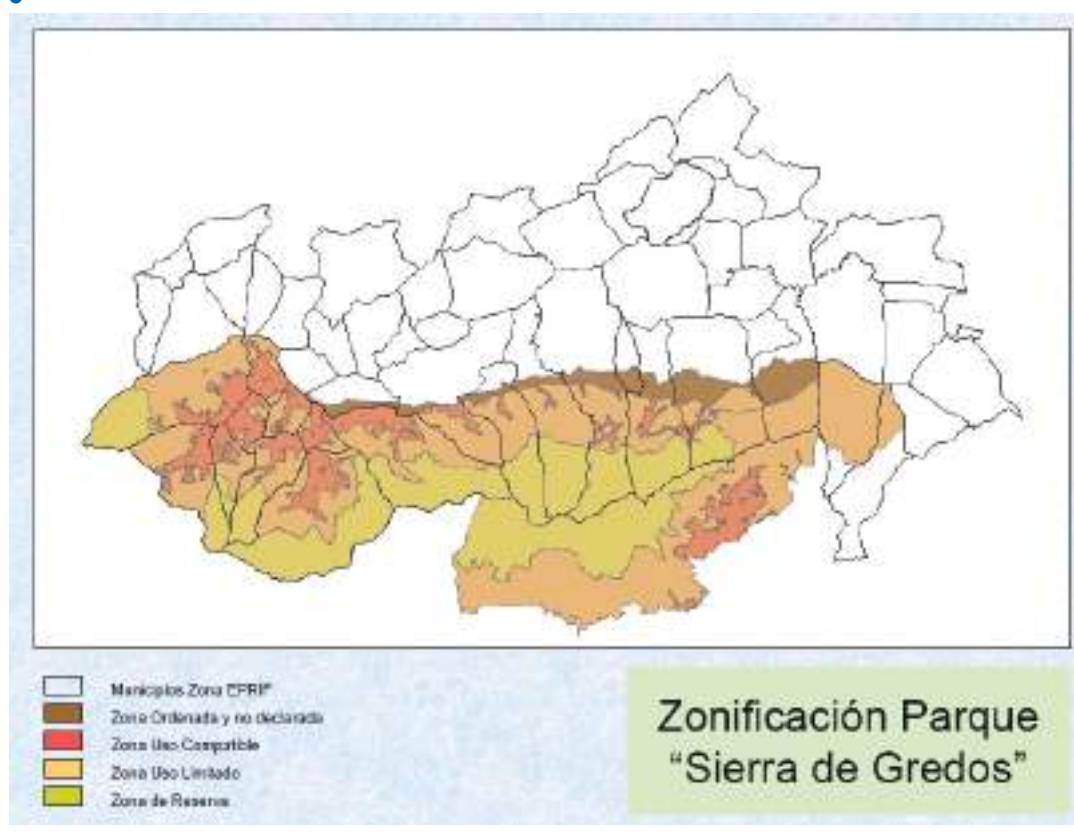 Municipios Zona EPRIF
Zona Ordenada y no declarada
Zona Uso Compatible
Zona Uso Limitado
Zona de Reserva
Zonificación Parque
“Sierra de Gredos”